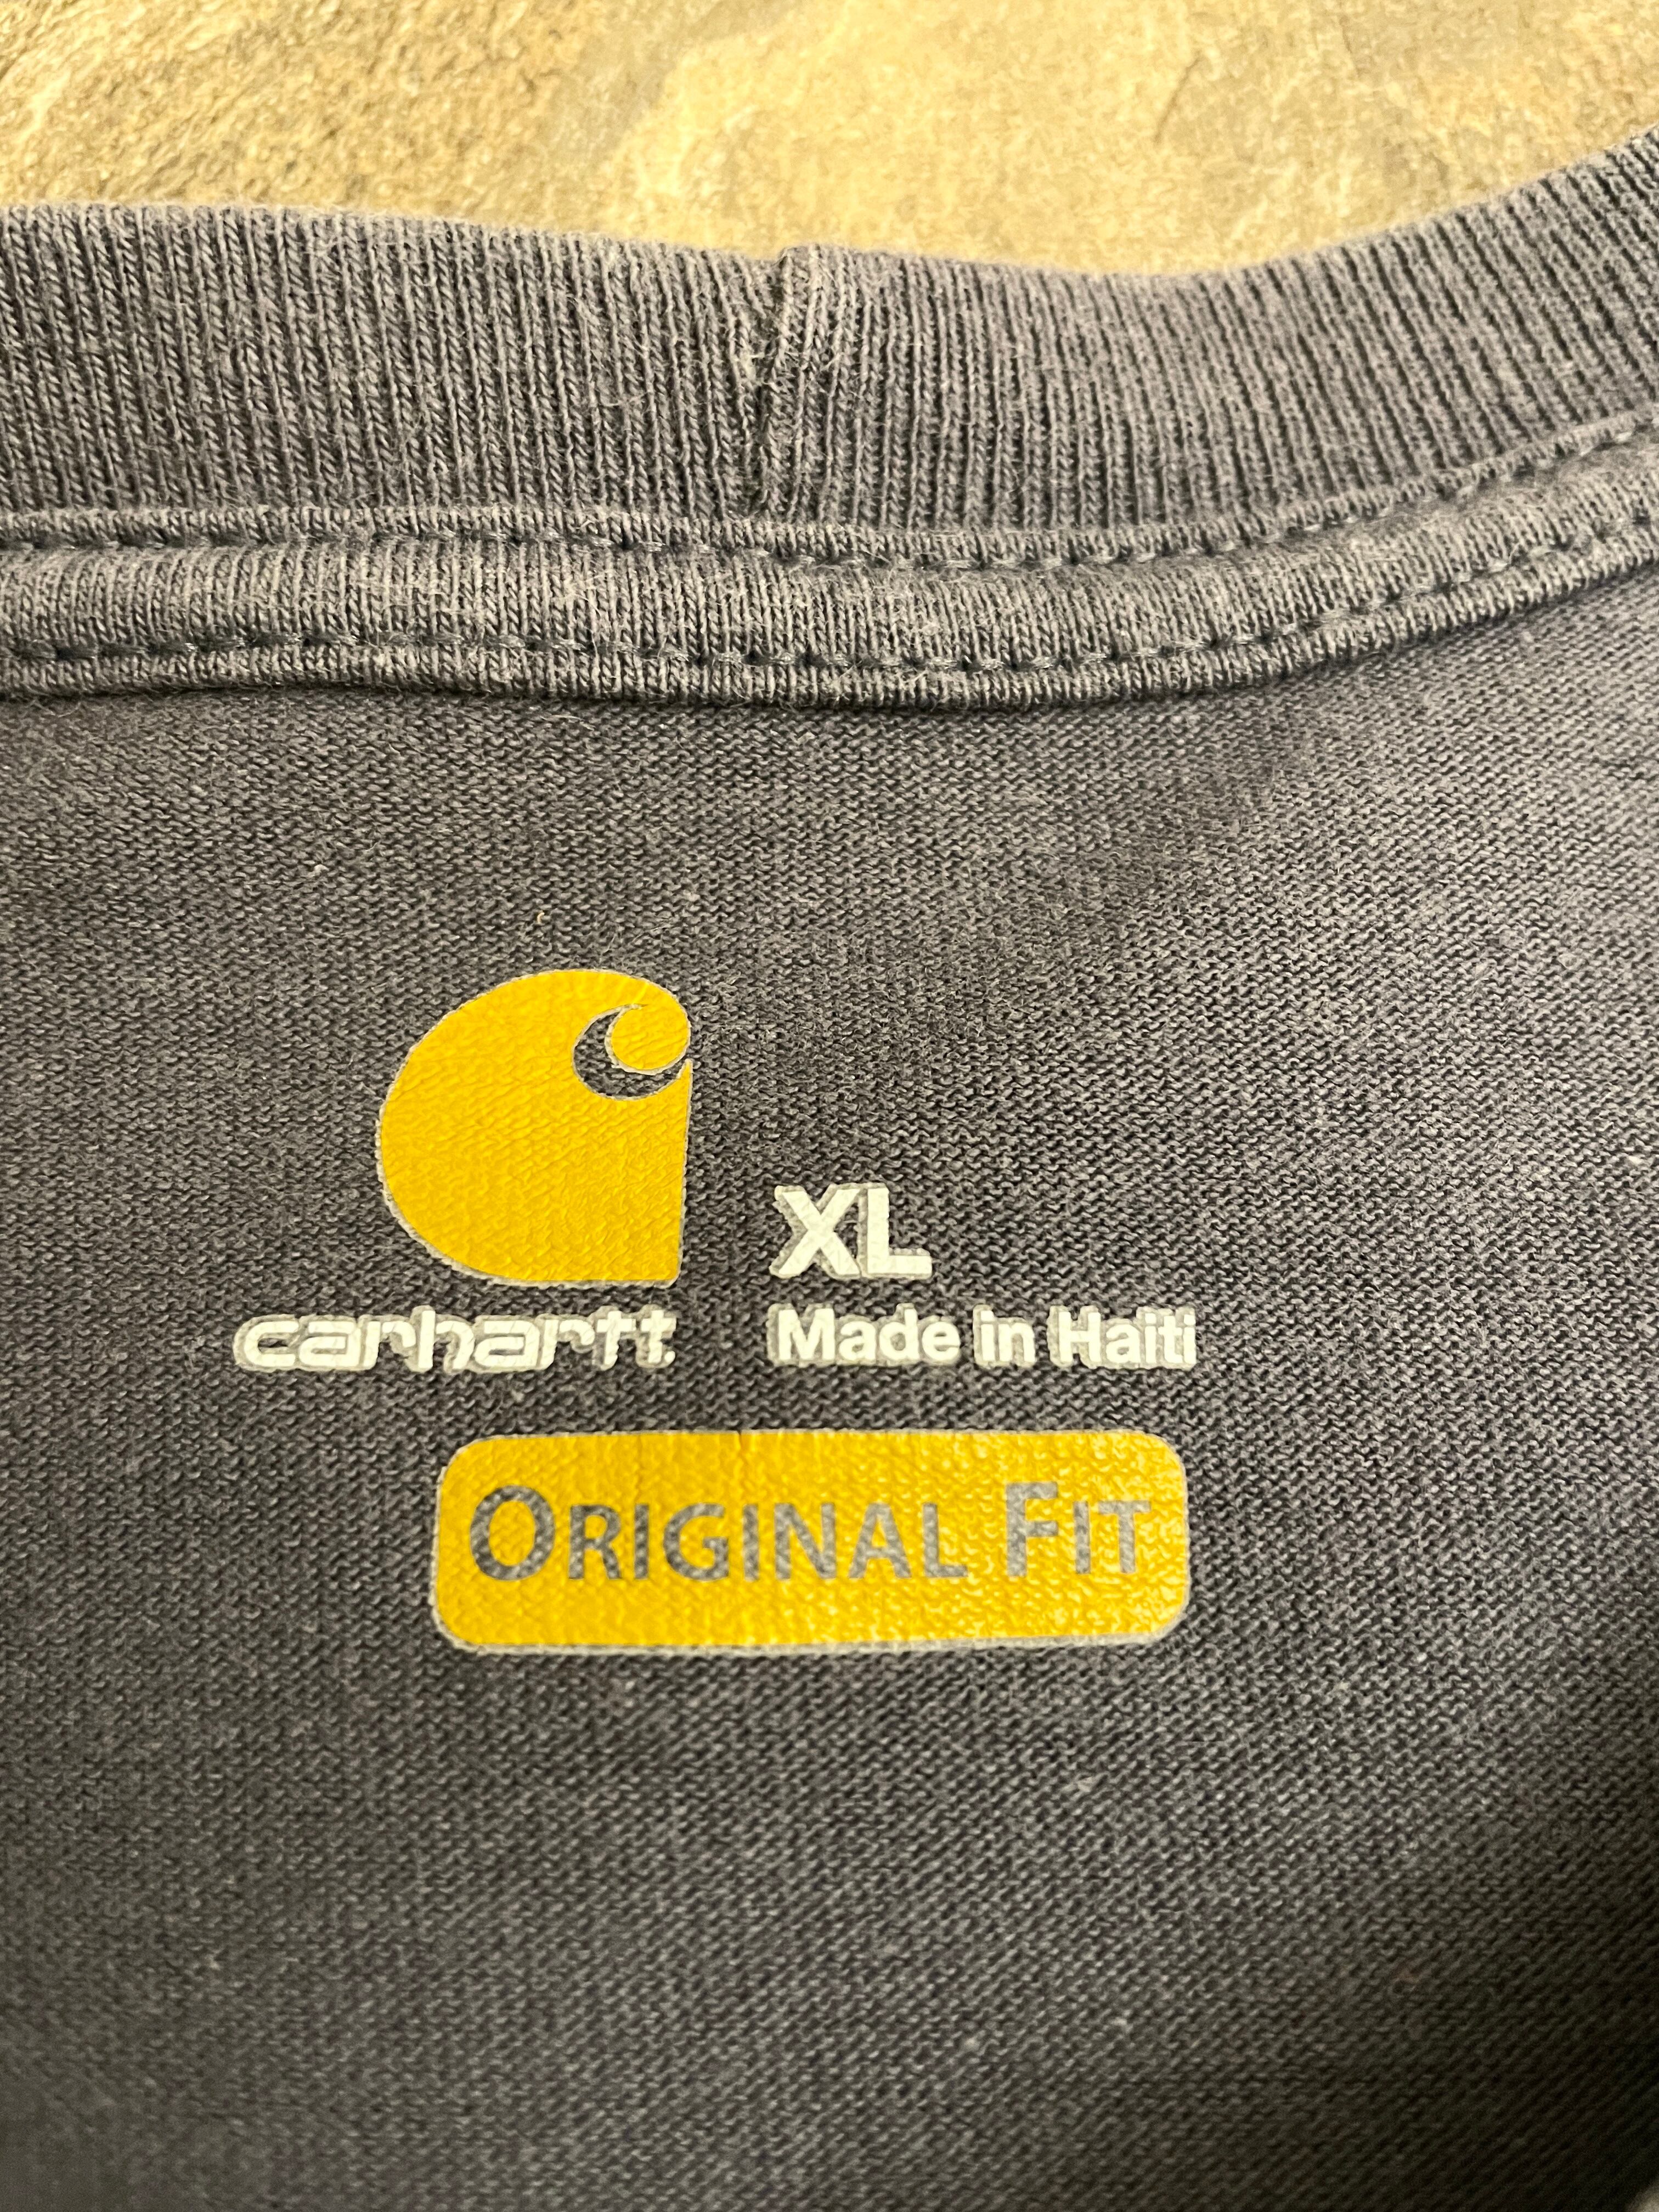 XL
carhartt
Made in Haiti
ORIGINAL FIT